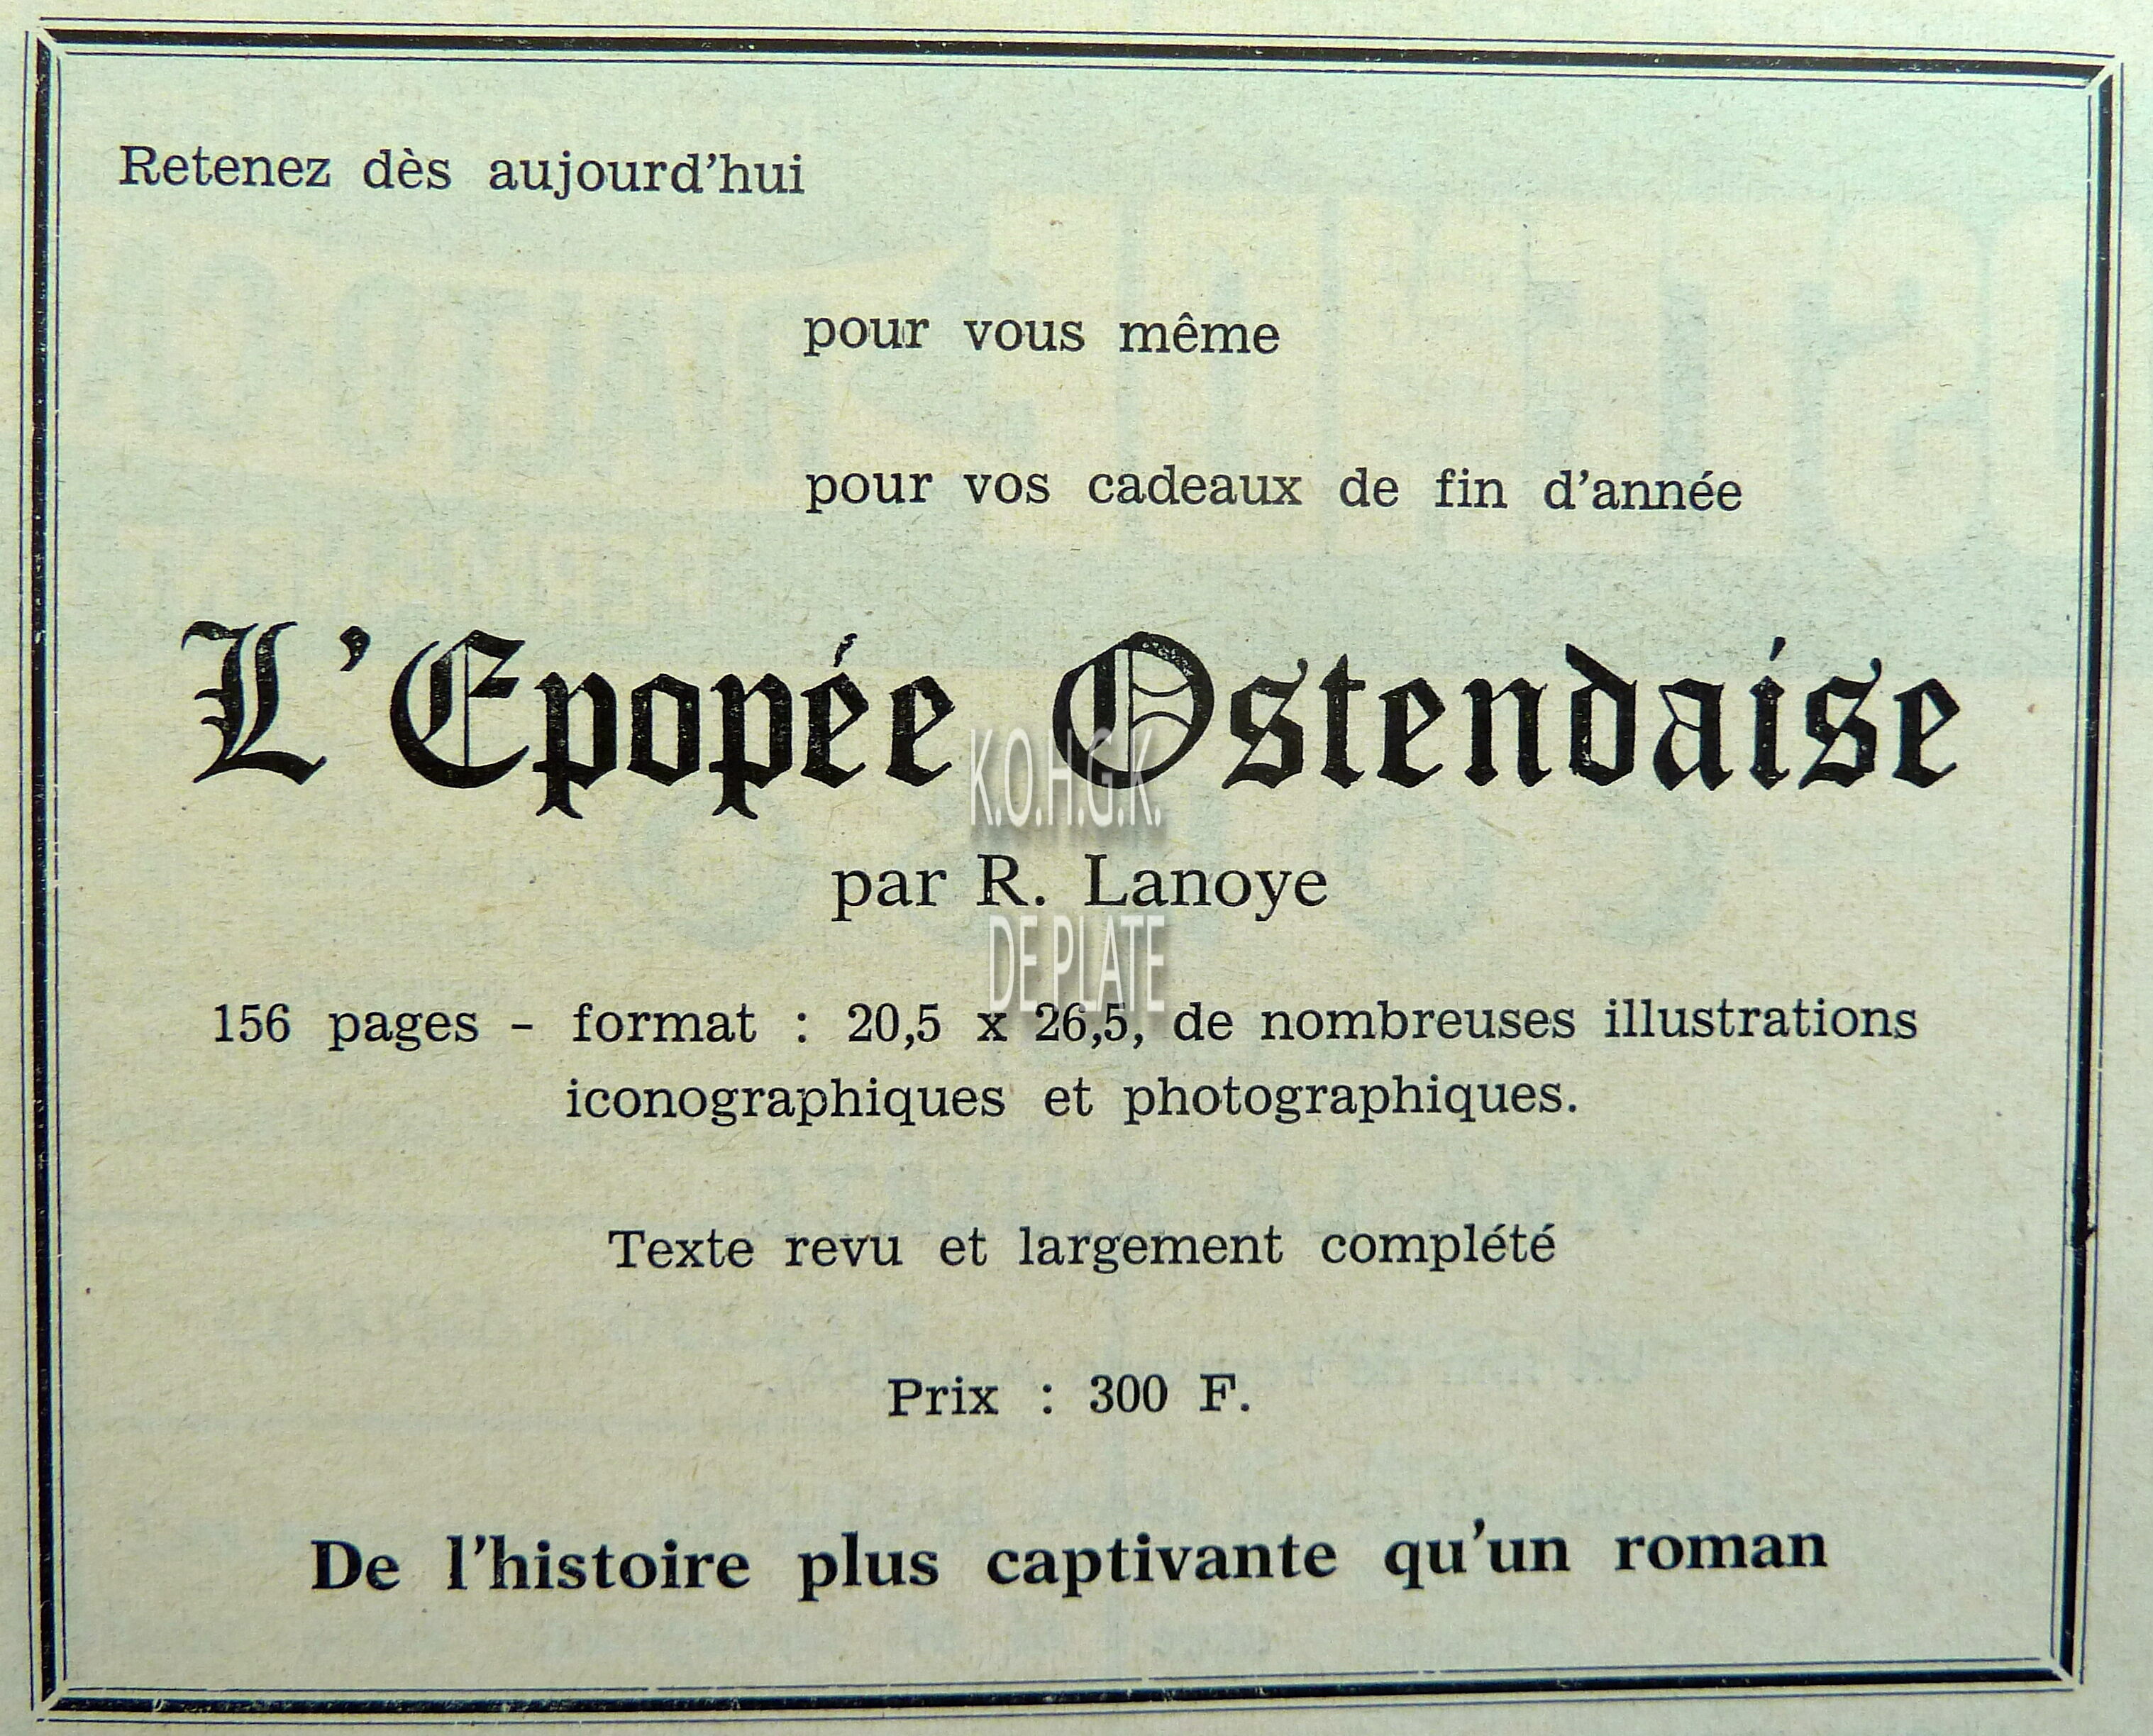 Retenez dès aujourd'hui
pour vous même
pour vos cadeaux de fin d'année
L'Epopée Ostendaise
K.O.H.G.K.
par R. Lanoye
DE PLATE
156 pages - format : 20,5 x 26,5, de nombreuses illustrations
iconographiques et photographiques.
Texte revu et largement complété
Prix : 300 F.
De l'histoire plus captivante qu'un roman